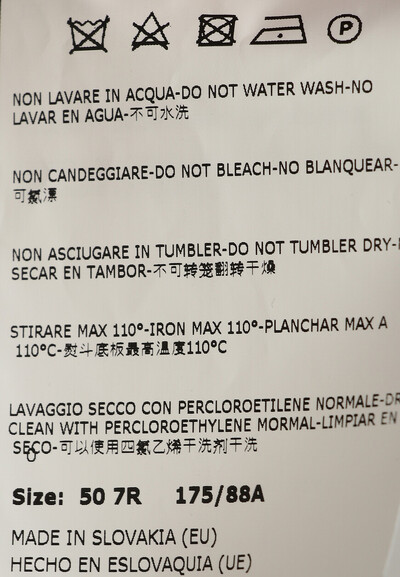 P
NON LAVARE IN ACQUA-DO NOT WATER WASH-NO
LAVAR EN AGUA-不可水洗
NON CANDEGGIARE-DO NOT BLEACH-NO BLANQUEAR-
可氯漂
NON ASCIUGARE IN TUMBLER-DO NOT TUMBLER DRY-
SECAR EN TAMBOR-不可转笼翻转干燥
STIRARE MAX 110°-IRON MAX 110°-PLANCHAR MAX A
110°C-熨斗底板最高温度110°C
LAVAGGIO SECCO CON PERCLOROETILENE NORMALE-DR
CLEAN WITH PERCLOROETHYLENE MORMAL-LIMPIAR EN
SECO-可以使用四氯乙烯干洗剂干洗
Size: 50 7R 175/88A
MADE IN SLOVAKIA (EU)
HECHO EN ESLOVAQUIA (UE)